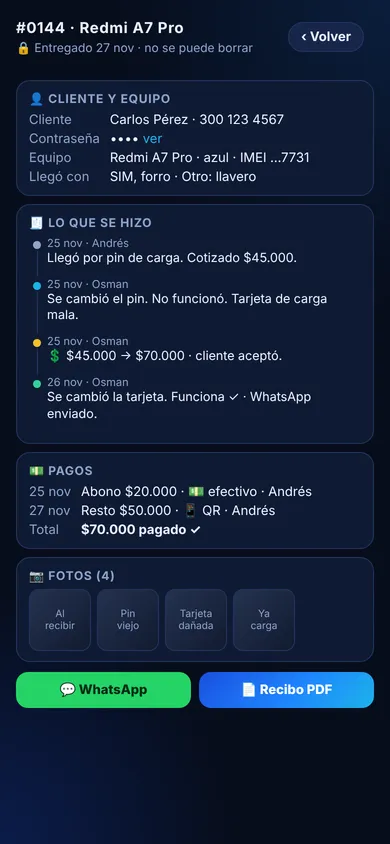 #0144 · Redmi A7 Pro
🔒 Entregado 27 nov · no se puede borrar
‹ Volver
👤 CLIENTE Y EQUIPO
Cliente Carlos Pérez · 300 123 4567
Contraseña •••• ver
Equipo Redmi A7 Pro · azul · IMEI ...7731
Llegó con SIM, forro · Otro: llavero
🧾 LO QUE SE HIZO
25 nov · Andrés
Llegó por pin de carga. Cotizado $45.000.
25 nov · Osman
Se cambió el pin. No funcionó. Tarjeta de carga
mala.
25 nov · Osman
💲 $45.000 → $70.000 · cliente aceptó.
26 nov · Osman
Se cambió la tarjeta. Funciona ✓ · WhatsApp
enviado.
💵 PAGOS
25 nov Abono $20.000 · 💵 efectivo · Andrés
27 nov Resto $50.000 · 📱 QR · Andrés
Total $70.000 pagado ✓
📷 FOTOS (4)
Al
recibir
Pin
viejo
Tarjeta
dañada
Ya
carga
💬 WhatsApp
📄 Recibo PDF